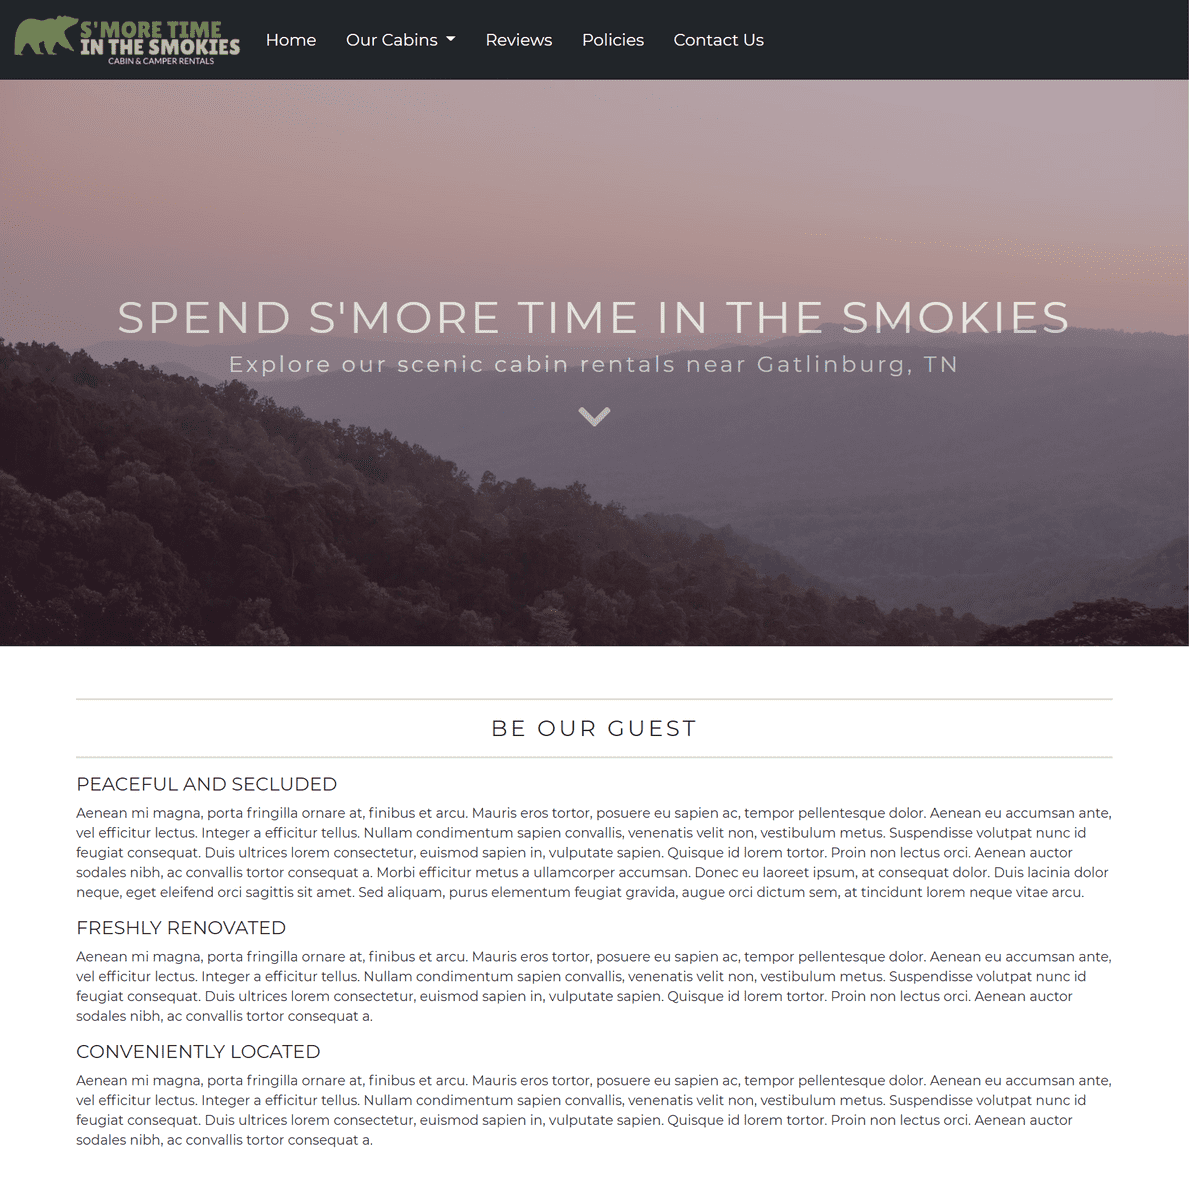 S'MORE TIME
IN THE SMOKIES
CABIN & CAMPER RENTALS
Home Our Cabins Reviews Policies Contact Us
SPEND S'MORE TIME IN THE SMOKIES
Explore our scenic cabin rentals near Gatlinburg, TN
BE OUR GUEST
PEACEFUL AND SECLUDED
Aenean mi magna, porta fringilla ornare at, finibus et arcu. Mauris eros tortor, posuere eu sapien ac, tempor pellentesque dolor. Aenean eu accumsan ante,
vel efficitur lectus. Integer a efficitur tellus. Nullam condimentum sapien convallis, venenatis velit non, vestibulum metus. Suspendisse volutpat nunc id
feugiat consequat. Duis ultrices lorem consectetur, euismod sapien in, vulputate sapien. Quisque id lorem tortor. Proin non lectus orci. Aenean auctor
sodales nibh, ac convallis tortor consequat a. Morbi efficitur metus a ullamcorper accumsan. Donec eu laoreet ipsum, at consequat dolor. Duis lacinia dolor
neque, eget eleifend orci sagittis sit amet. Sed aliquam, purus elementum feugiat gravida, augue orci dictum sem, at tincidunt lorem neque vitae arcu.
FRESHLY RENOVATED
Aenean mi magna, porta fringilla ornare at, finibus et arcu. Mauris eros tortor, posuere eu sapien ac, tempor pellentesque dolor. Aenean eu accumsan ante,
vel efficitur lectus. Integer a efficitur tellus. Nullam condimentum sapien convallis, venenatis velit non, vestibulum metus. Suspendisse volutpat nunc id
feugiat consequat. Duis ultrices lorem consectetur, euismod sapien in, vulputate sapien. Quisque id lorem tortor. Proin non lectus orci. Aenean auctor
sodales nibh, ac convallis tortor consequat a.
CONVENIENTLY LOCATED
Aenean mi magna, porta fringilla ornare at, finibus et arcu. Mauris eros tortor, posuere eu sapien ac, tempor pellentesque dolor. Aenean eu accumsan ante,
vel efficitur lectus. Integer a efficitur tellus. Nullam condimentum sapien convallis, venenatis velit non, vestibulum metus. Suspendisse volutpat nunc id
feugiat consequat. Duis ultrices lorem consectetur, euismod sapien in, vulputate sapien. Quisque id lorem tortor. Proin non lectus orci. Aenean auctor
sodales nibh, ac convallis tortor consequat a.